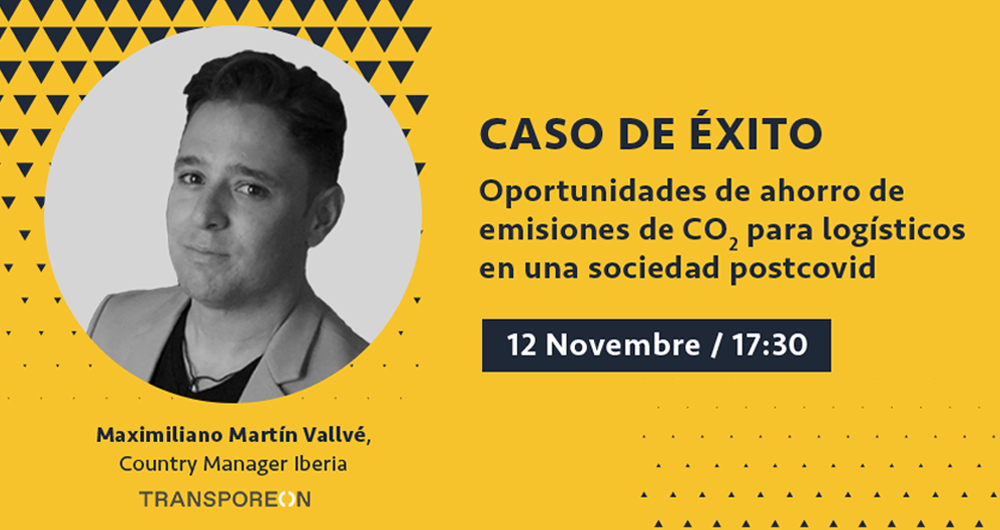 CASO DE ÉXITO
Oportunidades de ahorro de
emisiones de CO₂ para logísticos
en una sociedad postcovid
12 Novembre / 17:30
Maximiliano Martín Vallvé,
Country Manager Iberia
TRANSPOREON